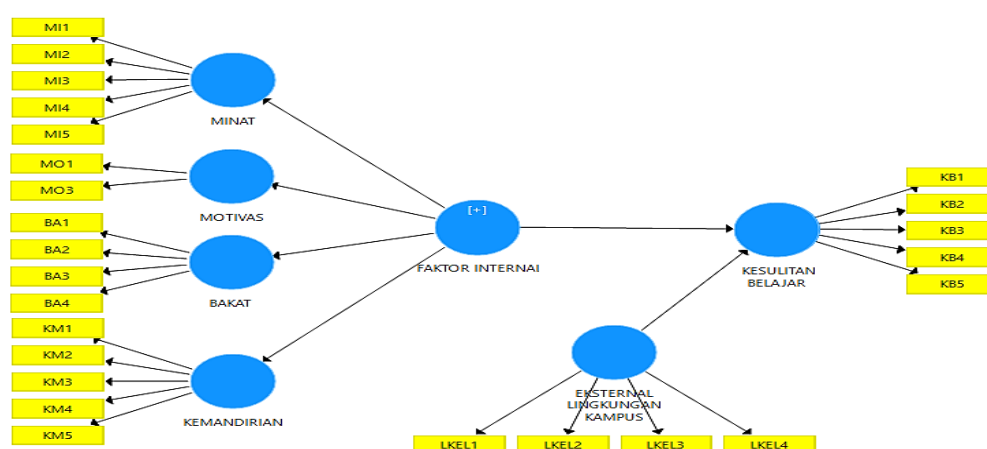 MI1
MI2
MI3
MI4
MI5
MINAT
MO1
MO3
MOTIVAS
BA1
BA2
BA3
BA4
BAKAT
KM1
KM2
KM3
KM4
KM5
KEMANDIRIAN
[+]
FAKTOR INTERNAI
KB1
KB2
KB3
KB4
KB5
KESULITAN
BELAJAR
EKSTERNAL
LINGKUNGAN
KAMPUS
LKEL1
LKEL2
LKEL3
LKEL4